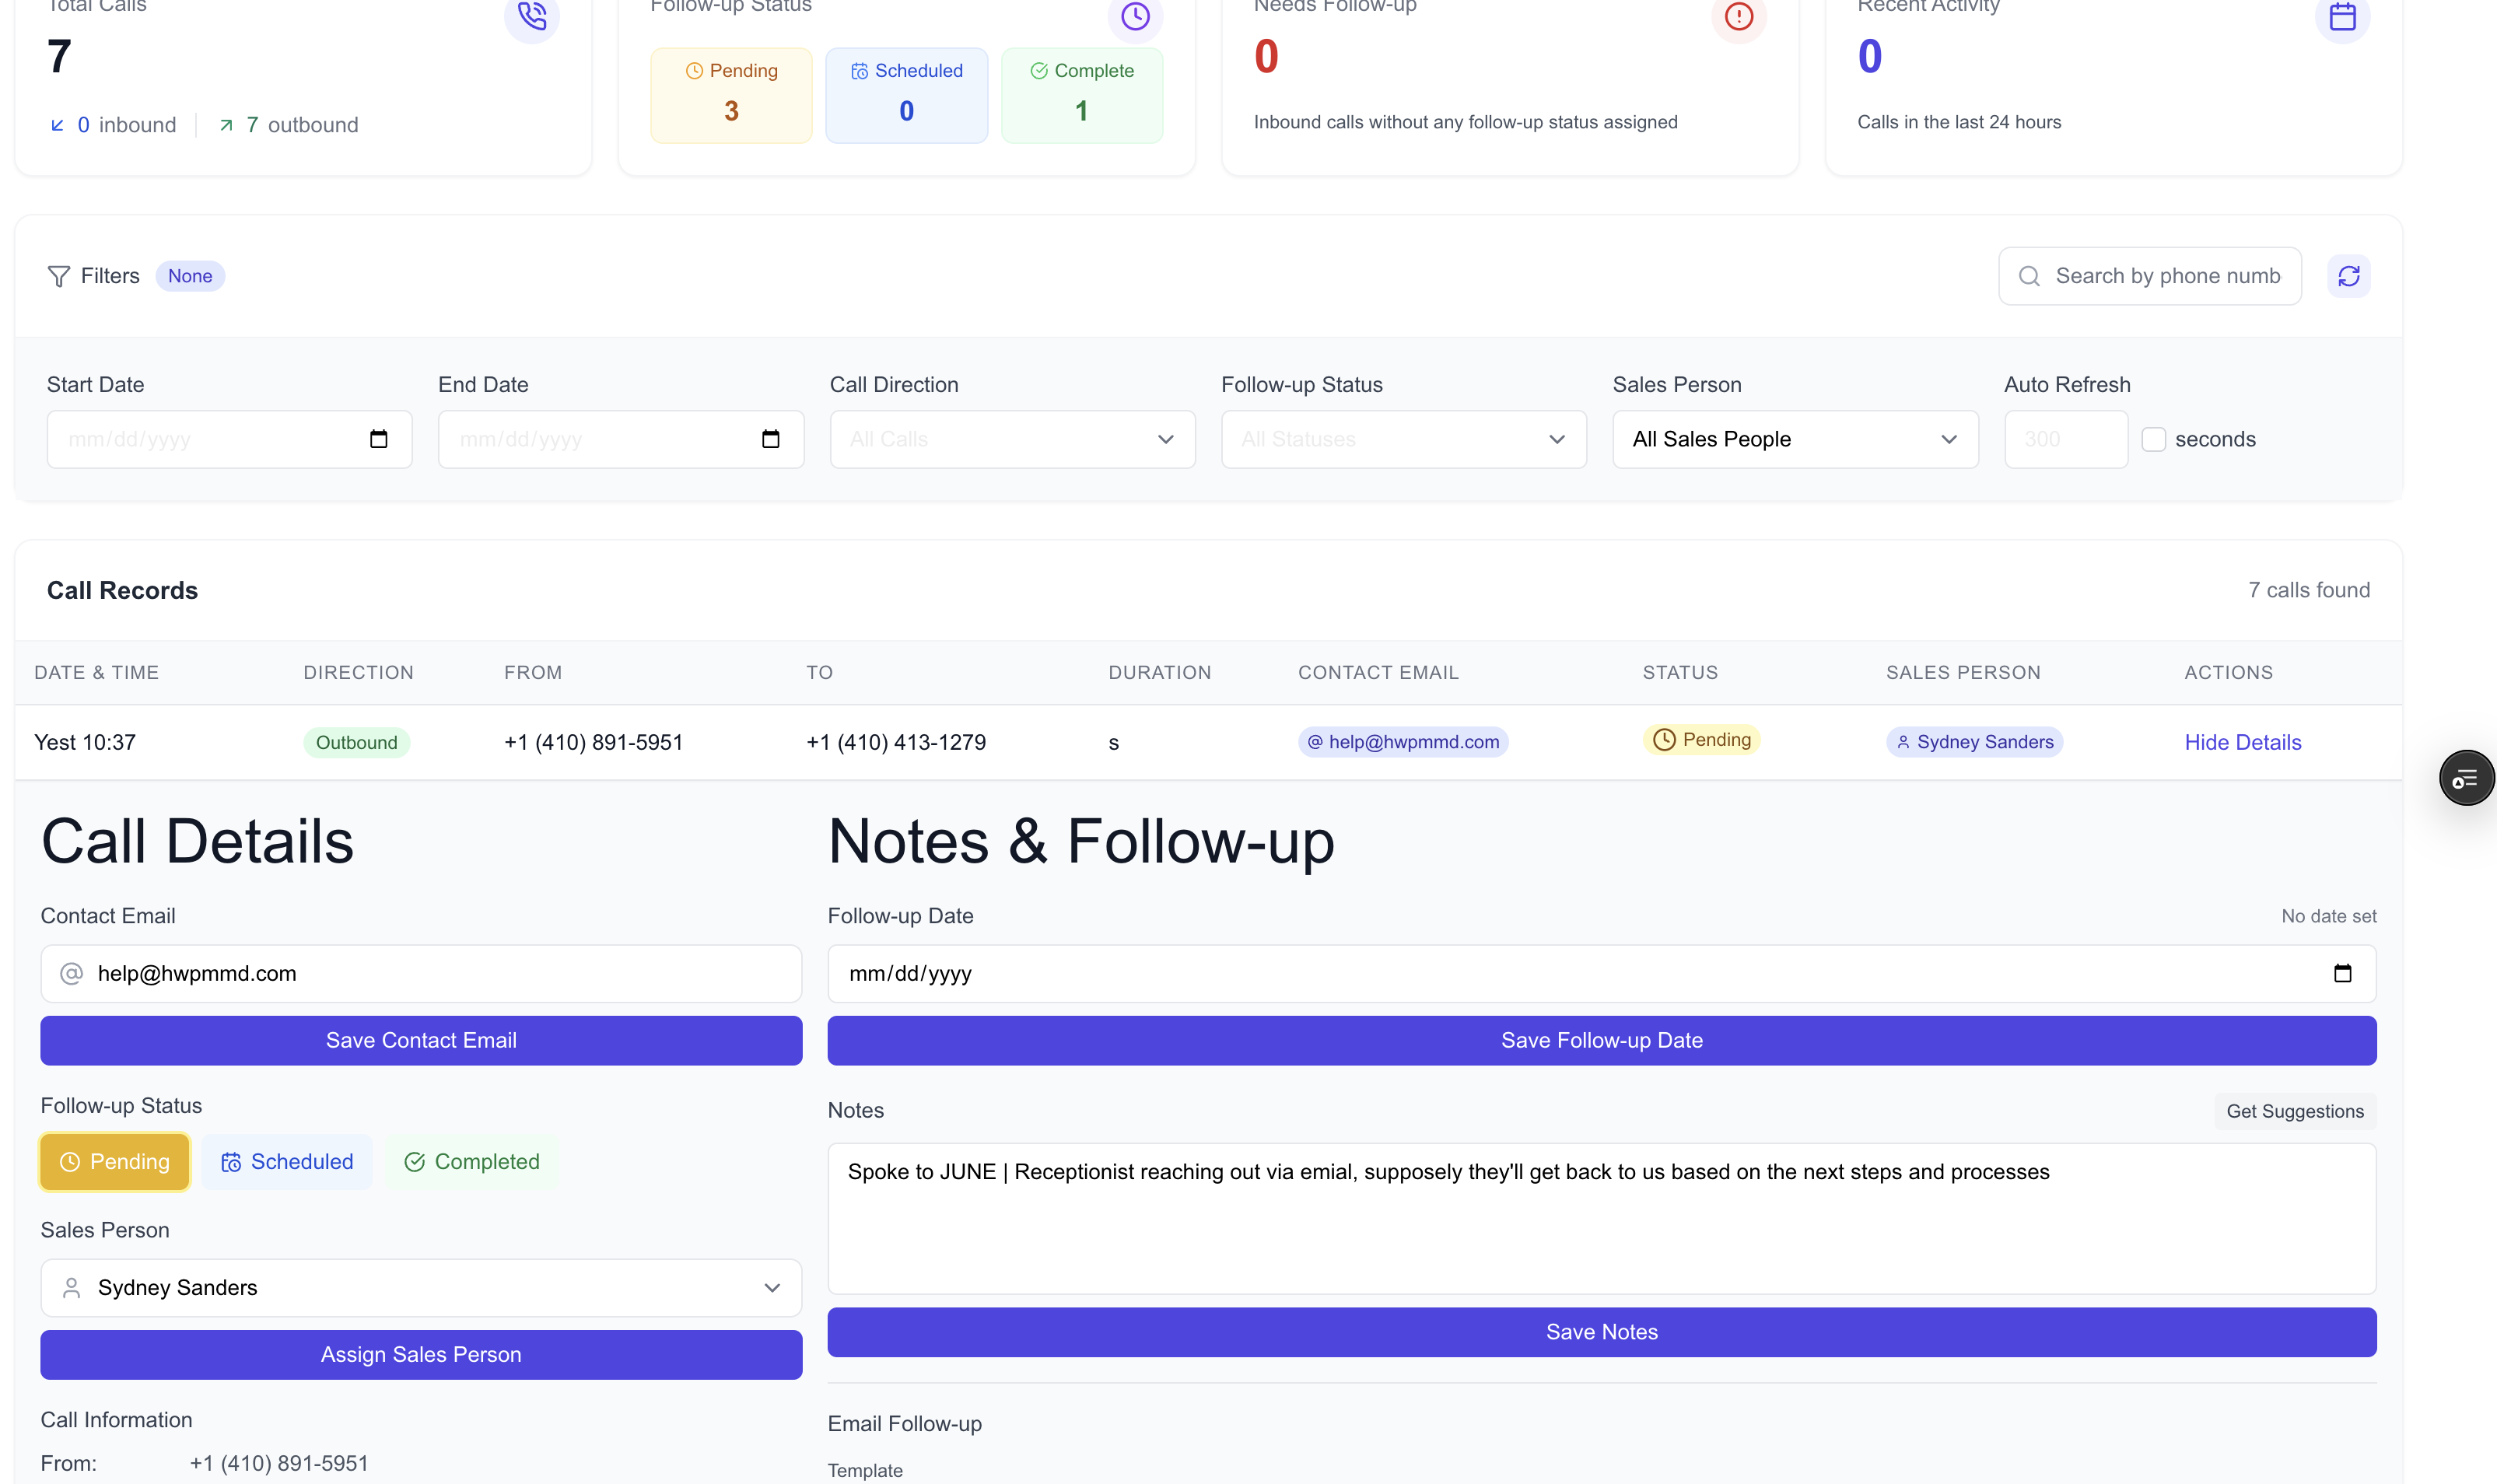 Total Calls
7
0 inbound
7 outbound
Follow-up Status
Pending
3
Scheduled
0
Complete
1
Needs Follow-up
0
Inbound calls without any follow-up status assigned
Recent Activity
0
Calls in the last 24 hours
Filters None
Search by phone numb
Start Date
mm/dd/yyyy
End Date
mm/dd/yyyy
Call Direction
All Calls
Follow-up Status
All Statuses
Sales Person
All Sales People
Auto Refresh
300 seconds
Call Records
7 calls found
DATE & TIME DIRECTION FROM TO DURATION CONTACT EMAIL STATUS SALES PERSON ACTIONS
Yest 10:37 Outbound +1 (410) 891-5951 +1 (410) 413-1279 s help@hwpmmd.com Pending Sydney Sanders Hide Details
Call Details
Contact Email
help@hwpmmd.com
Save Contact Email
Follow-up Status
Pending Scheduled Completed
Sales Person
Sydney Sanders
Assign Sales Person
Call Information
From: +1 (410) 891-5951
Notes & Follow-up
Follow-up Date
No date set
mm/dd/yyyy
Save Follow-up Date
Notes
Get Suggestions
Spoke to JUNE | Receptionist reaching out via emial, supposely they'll get back to us based on the next steps and processes
Save Notes
Email Follow-up
Template